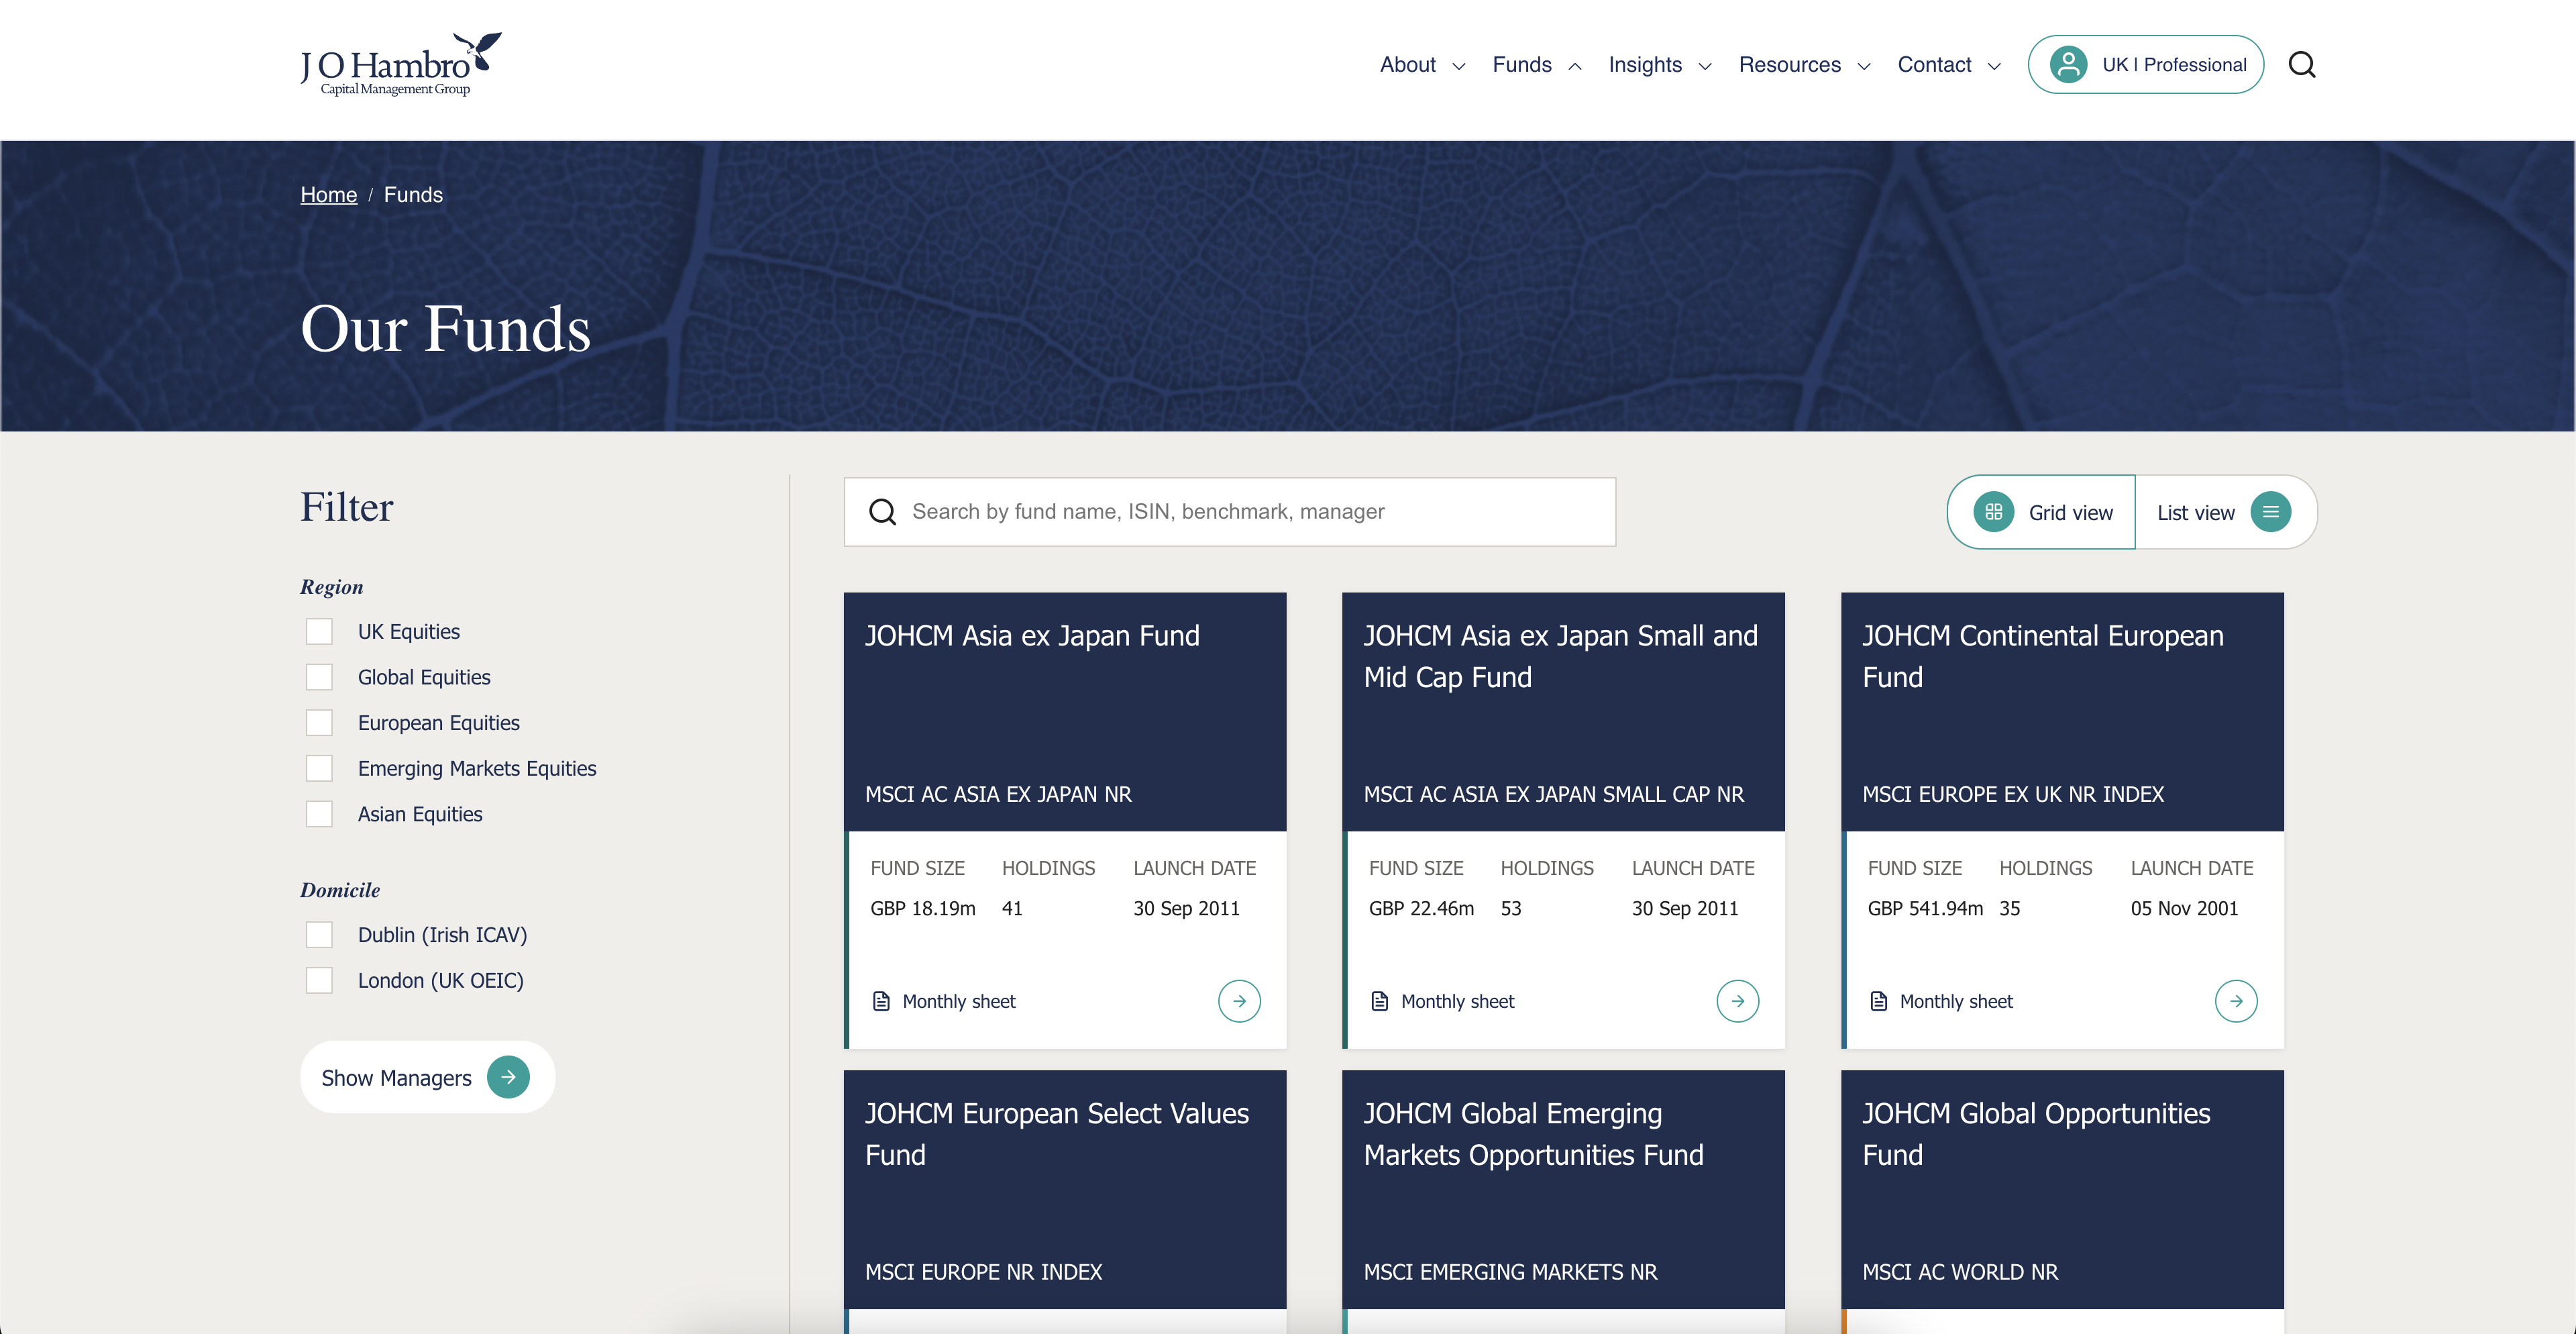 J O Hambro
Capital Management Group
About
Funds
Insights
Resources
Contact
UK | Professional
Home / Funds
Our Funds
Filter
Region
UK Equities
Global Equities
European Equities
Emerging Markets Equities
Asian Equities
Domicile
Dublin (Irish ICAV)
London (UK OEIC)
Show Managers
Search by fund name, ISIN, benchmark, manager
Grid view
List view
JOHCM Asia ex Japan Fund
MSCI AC ASIA EX JAPAN NR
FUND SIZE HOLDINGS LAUNCH DATE
GBP 18.19m 41 30 Sep 2011
Monthly sheet
JOHCM Asia ex Japan Small and
Mid Cap Fund
MSCI AC ASIA EX JAPAN SMALL CAP NR
FUND SIZE HOLDINGS LAUNCH DATE
GBP 22.46m 53 30 Sep 2011
Monthly sheet
JOHCM Continental European
Fund
MSCI EUROPE EX UK NR INDEX
FUND SIZE HOLDINGS LAUNCH DATE
GBP 541.94m 35 05 Nov 2001
Monthly sheet
JOHCM European Select Values
Fund
MSCI EUROPE NR INDEX
JOHCM Global Emerging
Markets Opportunities Fund
MSCI EMERGING MARKETS NR
JOHCM Global Opportunities
Fund
MSCI AC WORLD NR